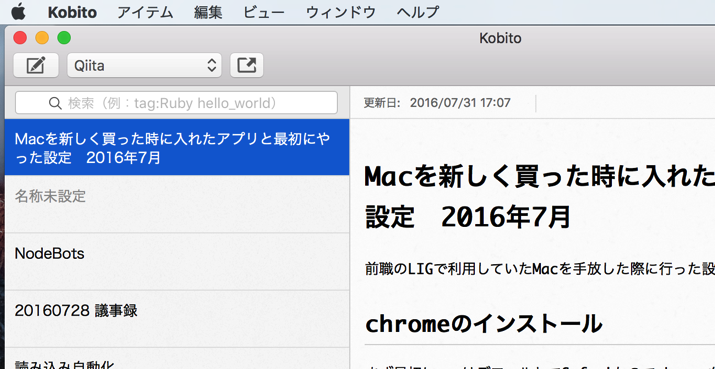 Kobito アイテム 編集 ビュー ウィンドウ ヘルプ
Kobito
Qiita
検索（例：tag:Ruby hello_world）
更新日: 2016/07/31 17:07
Macを新しく買った時に入れたアプリと最初にや
った設定　2016年7月
名称未設定
NodeBots
20160728 議事録
読み込み自動化
Macを新しく買った時に入れた
設定　2016年7月
前職のLIGで利用していたMacを手放した際に行った設
chromeのインストール